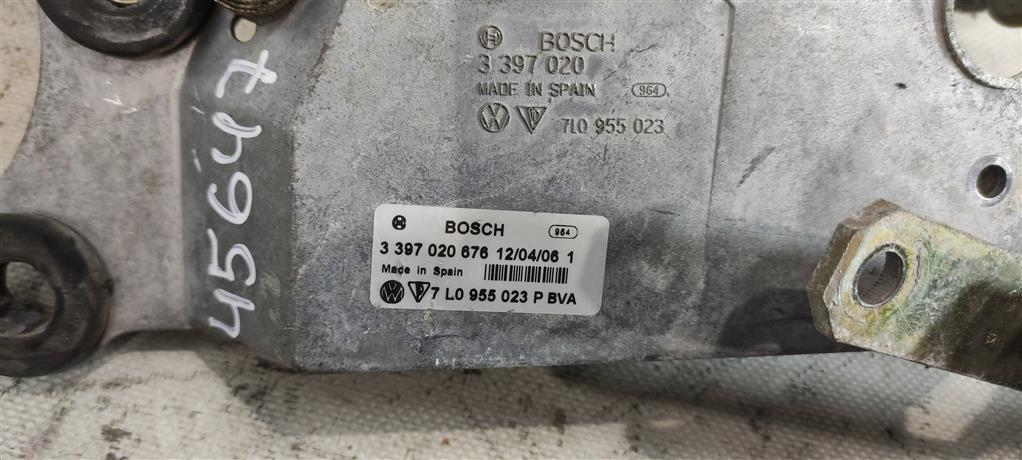 BOSCH
3 397 020
MADE IN SPAIN 964
7L0 955 023
45647
BOSCH 964
3 397 020 676 12/04/06 1
Made in Spain
7 L0 955 023 P BVA